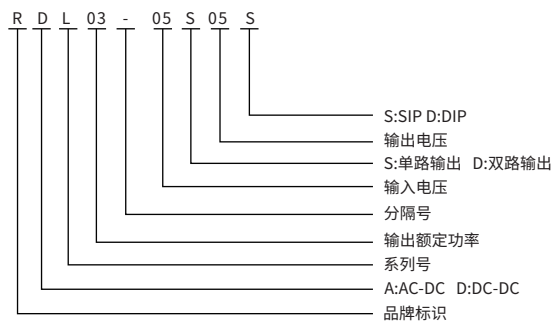 R D L 03 - 05 S 05 S
S:SIP D:DIP
输出电压
S:单路输出 D:双路输出
输入电压
分隔号
输出额定功率
系列号
A:AC-DC D:DC-DC
品牌标识